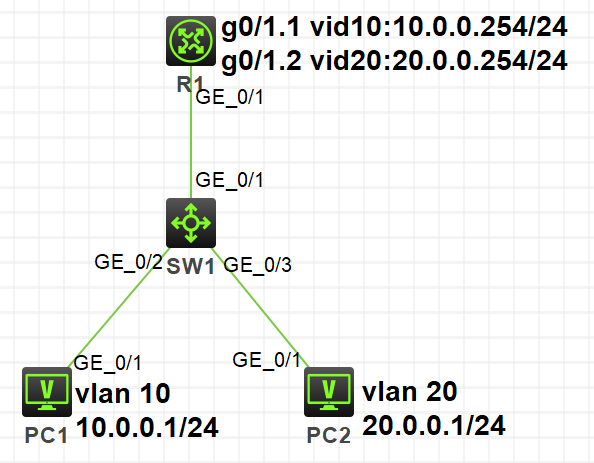 g0/1.1 vid10:10.0.0.254/24
g0/1.2 vid20:20.0.0.254/24
R1
GE_0/1
GE_0/1
SW1
GE_0/2
GE_0/3
GE_0/1
GE_0/1
vlan 10
10.0.0.1/24
PC1
vlan 20
20.0.0.1/24
PC2